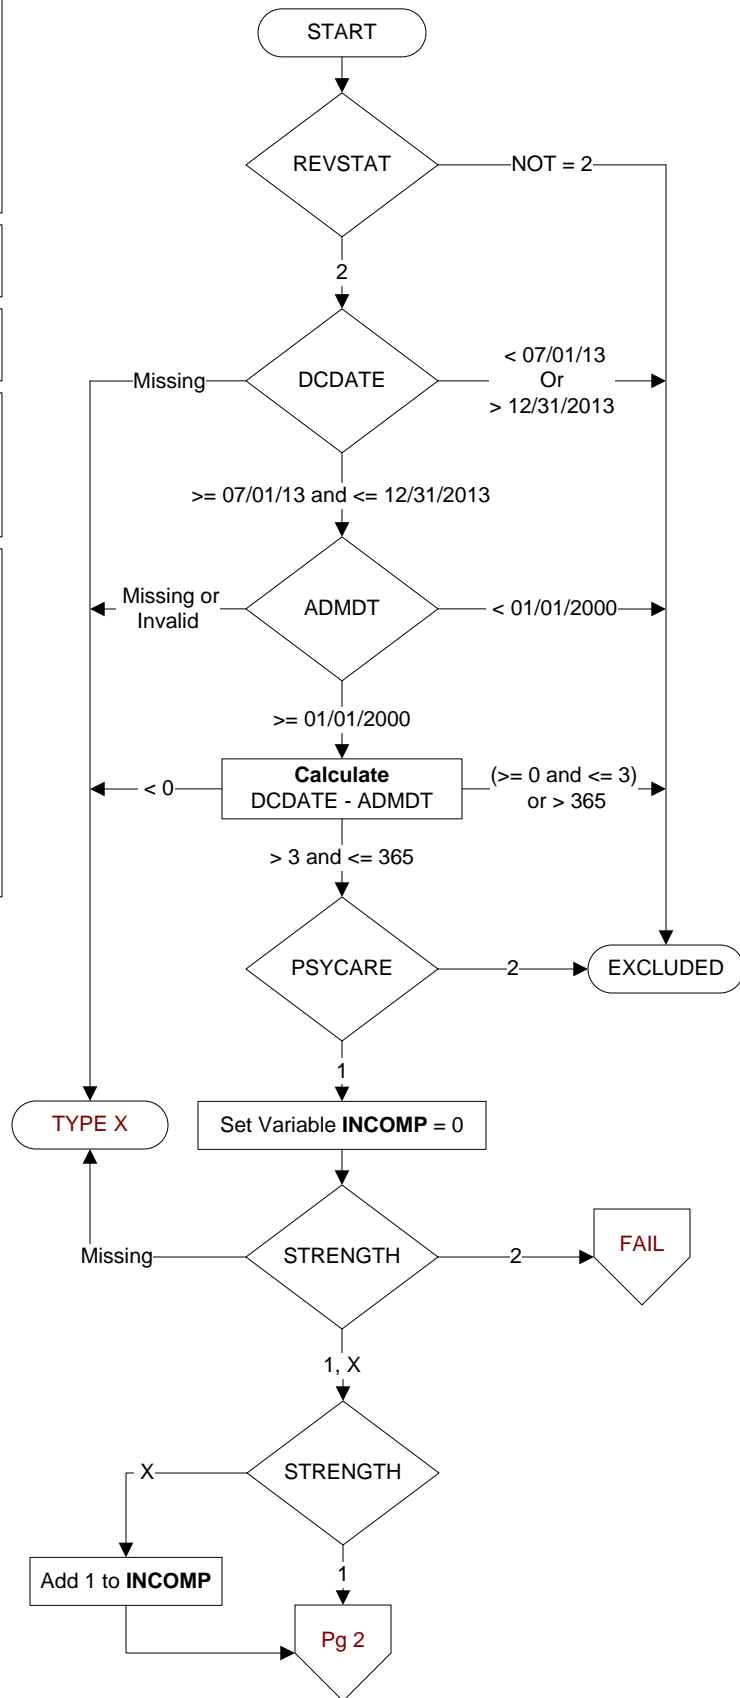 START
REVSTAT
NOT = 2
2
Missing
DCDATE
< 07/01/13
Or
> 12/31/2013
>= 07/01/13 and <= 12/31/2013
Missing or
Invalid
ADMDT
< 01/01/2000
>= 01/01/2000
< 0
Calculate
DCDATE - ADMDT
(>= 0 and <= 3)
or > 365
> 3 and <= 365
PSYCARE
2
EXCLUDED
1
TYPE X
Set Variable INCOMP = 0
Missing
STRENGTH
2
FAIL
1, X
X
STRENGTH
Add 1 to INCOMP
1
Pg 2